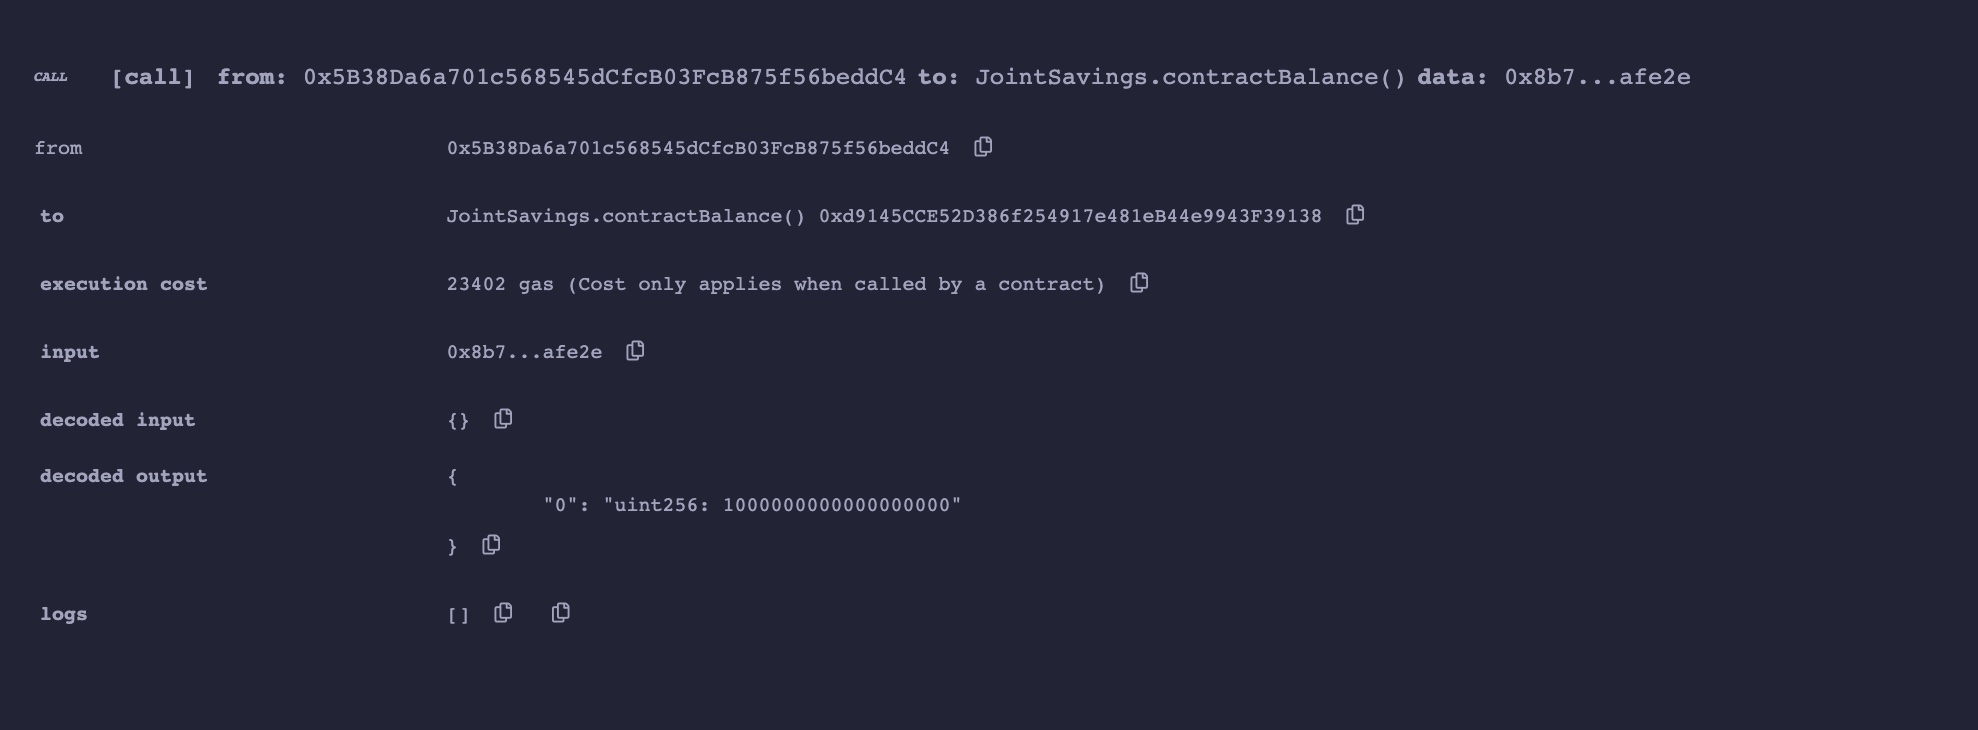 CALL [call] from: 0x5B38Da6a701c568545dCfcB03FcB875f56beddC4 to: JointSavings.contractBalance() data: 0x8b7...afe2e
from 0x5B38Da6a701c568545dCfcB03FcB875f56beddC4
to JointSavings.contractBalance() 0xd9145CCE52D386f254917e481eB44e9943F39138
execution cost 23402 gas (Cost only applies when called by a contract)
input 0x8b7...afe2e
decoded input {}
decoded output {
"0": "uint256: 1000000000000000000"
}
logs []